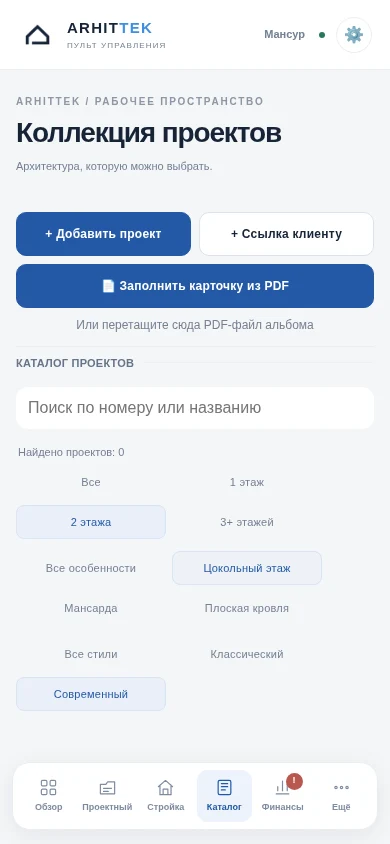 ARHITTEK
ПУЛЬТ УПРАВЛЕНИЯ
Мансур
ARHITTEK / РАБОЧЕЕ ПРОСТРАНСТВО
Коллекция проектов
Архитектура, которую можно выбрать.
+ Добавить проект
+ Ссылка клиенту
📄 Заполнить карточку из PDF
Или перетащите сюда PDF-файл альбома
КАТАЛОГ ПРОЕКТОВ
Поиск по номеру или названию
Найдено проектов: 0
Все
1 этаж
2 этажа
3+ этажей
Все особенности
Цокольный этаж
Мансарда
Плоская кровля
Все стили
Классический
Современный
Обзор
Проектный
Стройка
Каталог
!
Финансы
Ещё